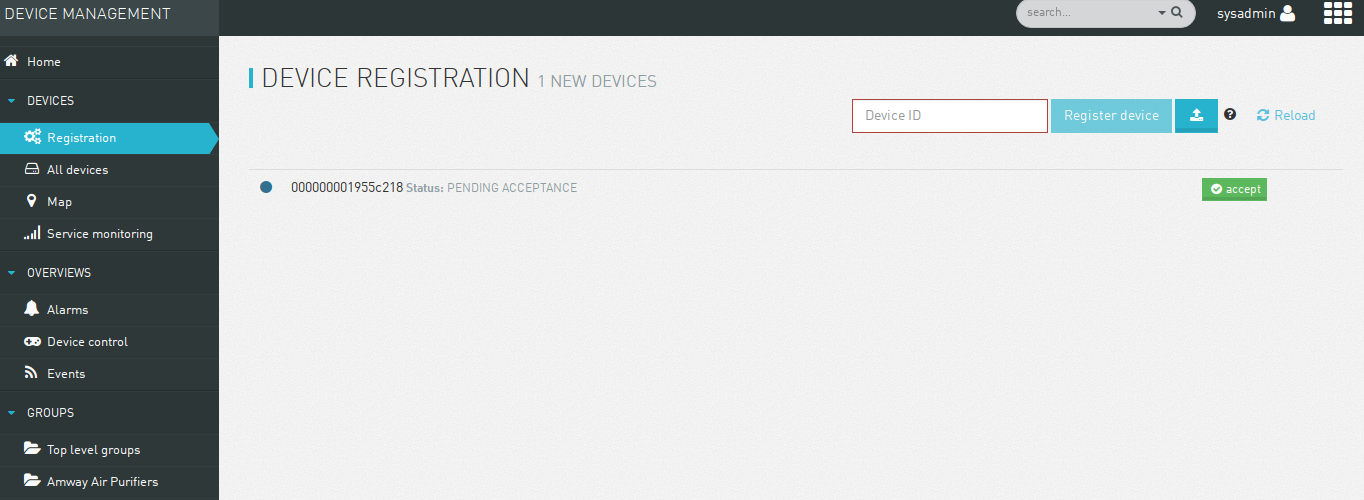 DEVICE MANAGEMENT
search...
sysadmin
Home
DEVICES
Registration
All devices
Map
Service monitoring
OVERVIEWS
Alarms
Device control
Events
GROUPS
Top level groups
Amway Air Purifiers
DEVICE REGISTRATION 1 NEW DEVICES
Device ID Register device ? Reload
000000001955c218 Status: PENDING ACCEPTANCE accept